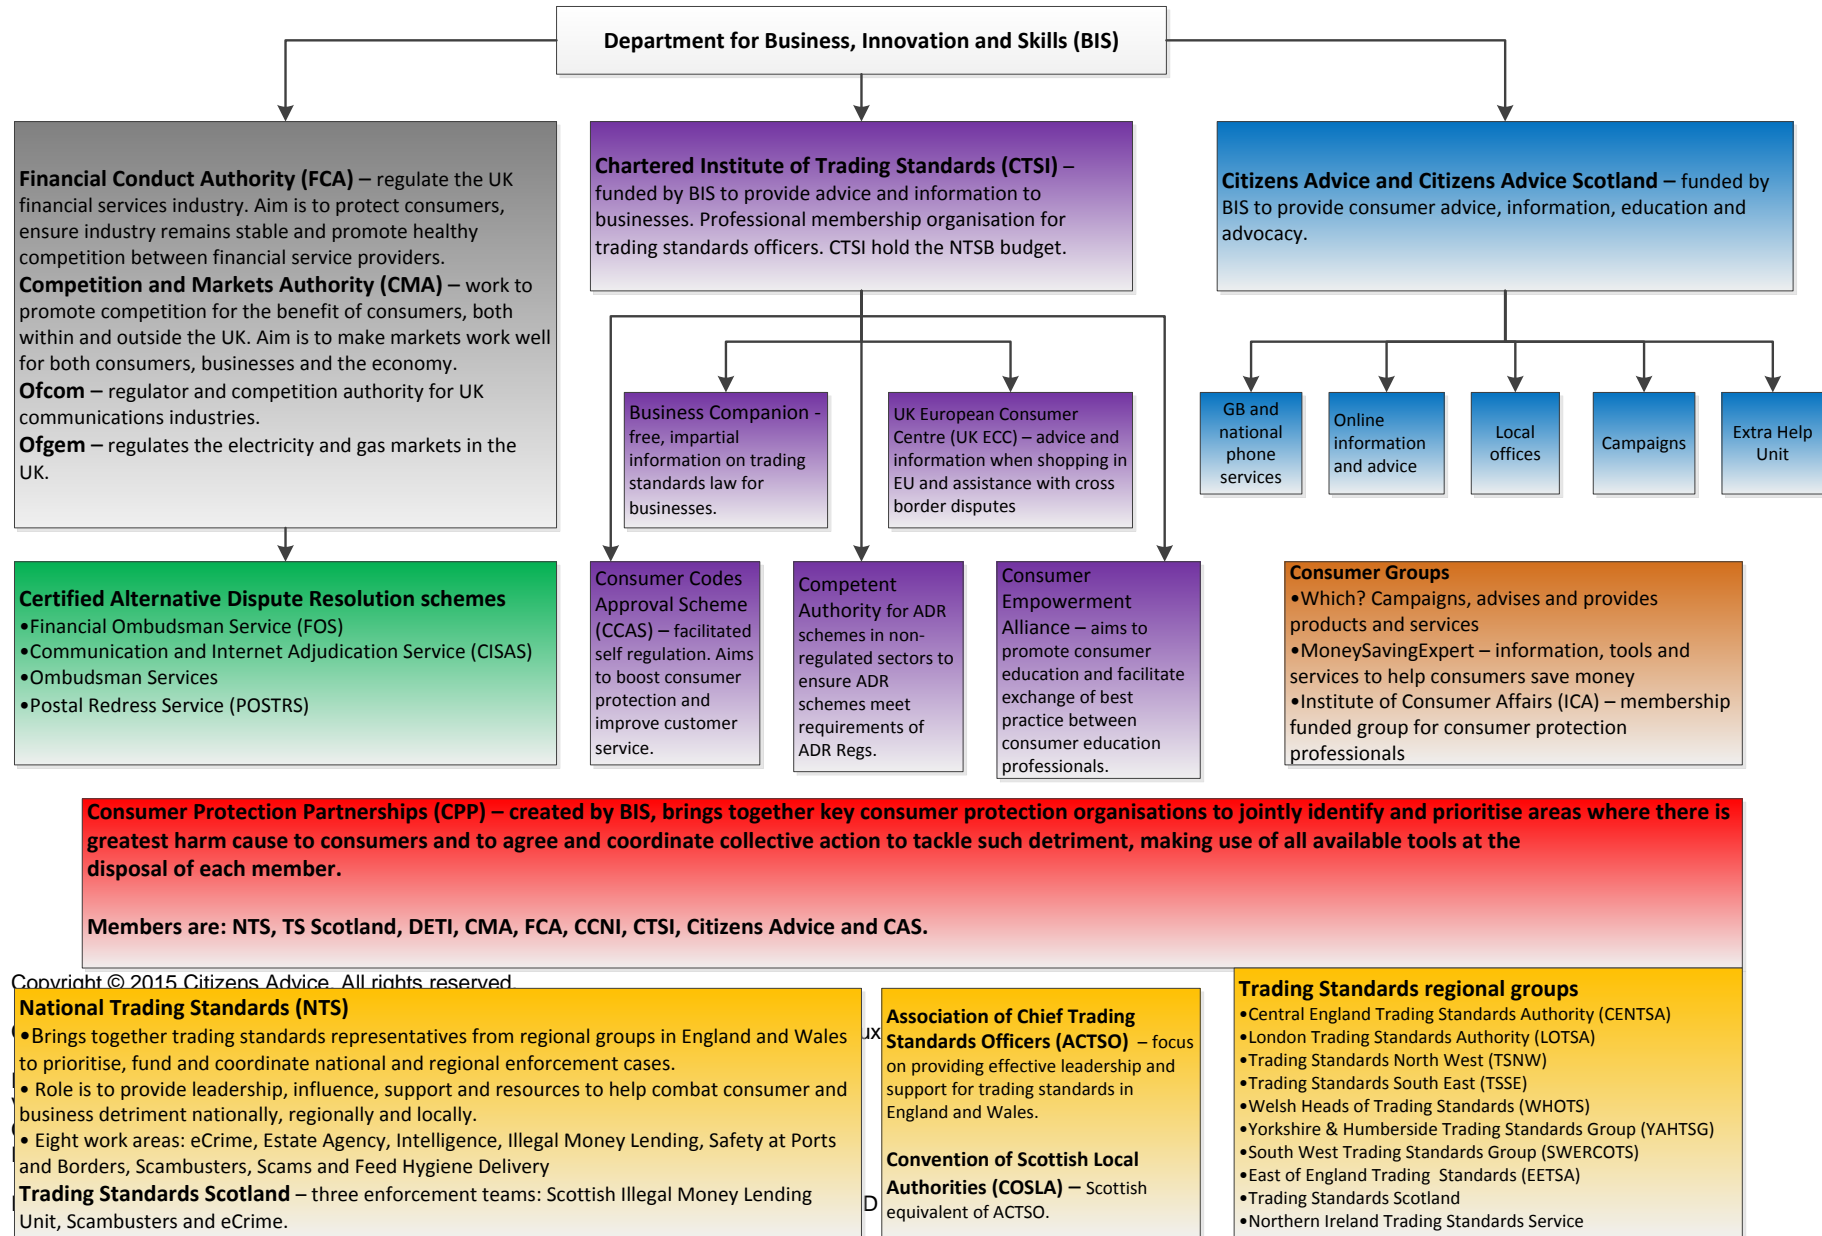 Department for Business, Innovation and Skills (BIS)
Financial Conduct Authority (FCA) – regulate the UK
financial services industry. Aim is to protect consumers,
ensure industry remains stable and promote healthy
competition between financial service providers.
Competition and Markets Authority (CMA) – work to
promote competition for the benefit of consumers, both
within and outside the UK. Aim is to make markets work well
for both consumers, businesses and the economy.
Ofcom – regulator and competition authority for UK
communications industries.
Ofgem – regulates the electricity and gas markets in the
UK.
Chartered Institute of Trading Standards (CTSI) –
funded by BIS to provide advice and information to
businesses. Professional membership organisation for
trading standards officers. CTSI hold the NTSB budget.
Citizens Advice and Citizens Advice Scotland – funded by
BIS to provide consumer advice, information, education and
advocacy.
Business Companion -
free, impartial
information on trading
standards law for
businesses.
UK European Consumer
Centre (UK ECC) – advice and
information when shopping in
EU and assistance with cross
border disputes
GB and
national
phone
services
Online
information
and advice
Local
offices
Campaigns
Extra Help
Unit
Certified Alternative Dispute Resolution schemes
•Financial Ombudsman Service (FOS)
•Communication and Internet Adjudication Service (CISAS)
•Ombudsman Services
•Postal Redress Service (POSTRS)
Consumer Codes
Approval Scheme
(CCAS) – facilitated
self regulation. Aims
to boost consumer
protection and
improve customer
service.
Competent
Authority for ADR
schemes in non-
regulated sectors to
ensure ADR
schemes meet
requirements of
ADR Regs.
Consumer
Empowerment
Alliance – aims to
promote consumer
education and facilitate
exchange of best
practice between
consumer education
professionals.
Consumer Groups
•Which? Campaigns, advises and provides
products and services
•MoneySavingExpert – information, tools and
services to help consumers save money
•Institute of Consumer Affairs (ICA) – membership
funded group for consumer protection
professionals
Consumer Protection Partnerships (CPP) – created by BIS, brings together key consumer protection organisations to jointly identify and prioritise areas where there is
greatest harm cause to consumers and to agree and coordinate collective action to tackle such detriment, making use of all available tools at the
disposal of each member.
Members are: NTS, TS Scotland, DETI, CMA, FCA, CCNI, CTSI, Citizens Advice and CAS.
Copyright © 2015 Citizens Advice. All rights reserved.
National Trading Standards (NTS)
•Brings together trading standards representatives from regional groups in England and Wales
to prioritise, fund and coordinate national and regional enforcement cases.
• Role is to provide leadership, influence, support and resources to help combat consumer and
business detriment nationally, regionally and locally.
• Eight work areas: eCrime, Estate Agency, Intelligence, Illegal Money Lending, Safety at Ports
and Borders, Scambusters, Scams and Feed Hygiene Delivery
Trading Standards Scotland – three enforcement teams: Scottish Illegal Money Lending
Unit, Scambusters and eCrime.
Association of Chief Trading
Standards Officers (ACTSO) – focus
on providing effective leadership and
support for trading standards in
England and Wales.
Convention of Scottish Local
Authorities (COSLA) – Scottish
equivalent of ACTSO.
Trading Standards regional groups
•Central England Trading Standards Authority (CENTSA)
•London Trading Standards Authority (LOTSA)
•Trading Standards North West (TSNW)
•Trading Standards South East (TSSE)
•Welsh Heads of Trading Standards (WHOTS)
•Yorkshire & Humberside Trading Standards Group (YAHTSG)
•South West Trading Standards Group (SWERCOTS)
•East of England Trading  Standards (EETSA)
•Trading Standards Scotland
•Northern Ireland Trading Standards Service